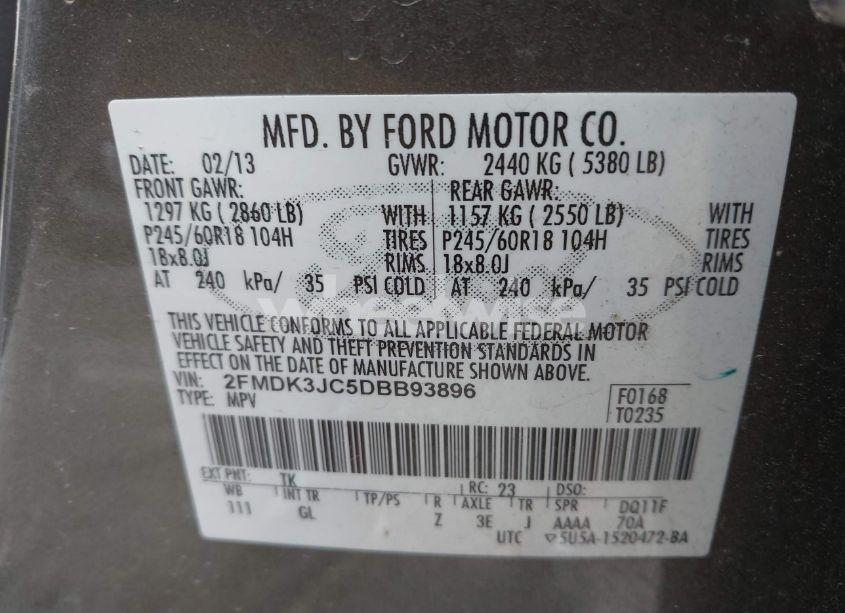 MFD. BY FORD MOTOR CO.
DATE: 02/13 GVWR: 2440 KG ( 5380 LB)
FRONT GAWR: REAR GAWR:
1297 KG ( 2860 LB) WITH 1157 KG ( 2550 LB) WITH
P245/60R18 104H TIRES P245/60R18 104H TIRES
18x8.0J RIMS 18x8.0J RIMS
AT 240 kPa/ 35 PSI COLD AT 240 kPa/ 35 PSI COLD
THIS VEHICLE CONFORMS TO ALL APPLICABLE FEDERAL MOTOR
VEHICLE SAFETY AND THEFT PREVENTION STANDARDS IN
EFFECT ON THE DATE OF MANUFACTURE SHOWN ABOVE.
VIN: 2FMDK3JC5DBB93896
TYPE: MPV
F0168
T0235
EXT PNT: TK RC: 23 DSO:
WB INT TR TP/PS R AXLE TR SPR DQ11F
111 GL Z 3E J AAAA 70A
UTC 5U5A-1520472-BA